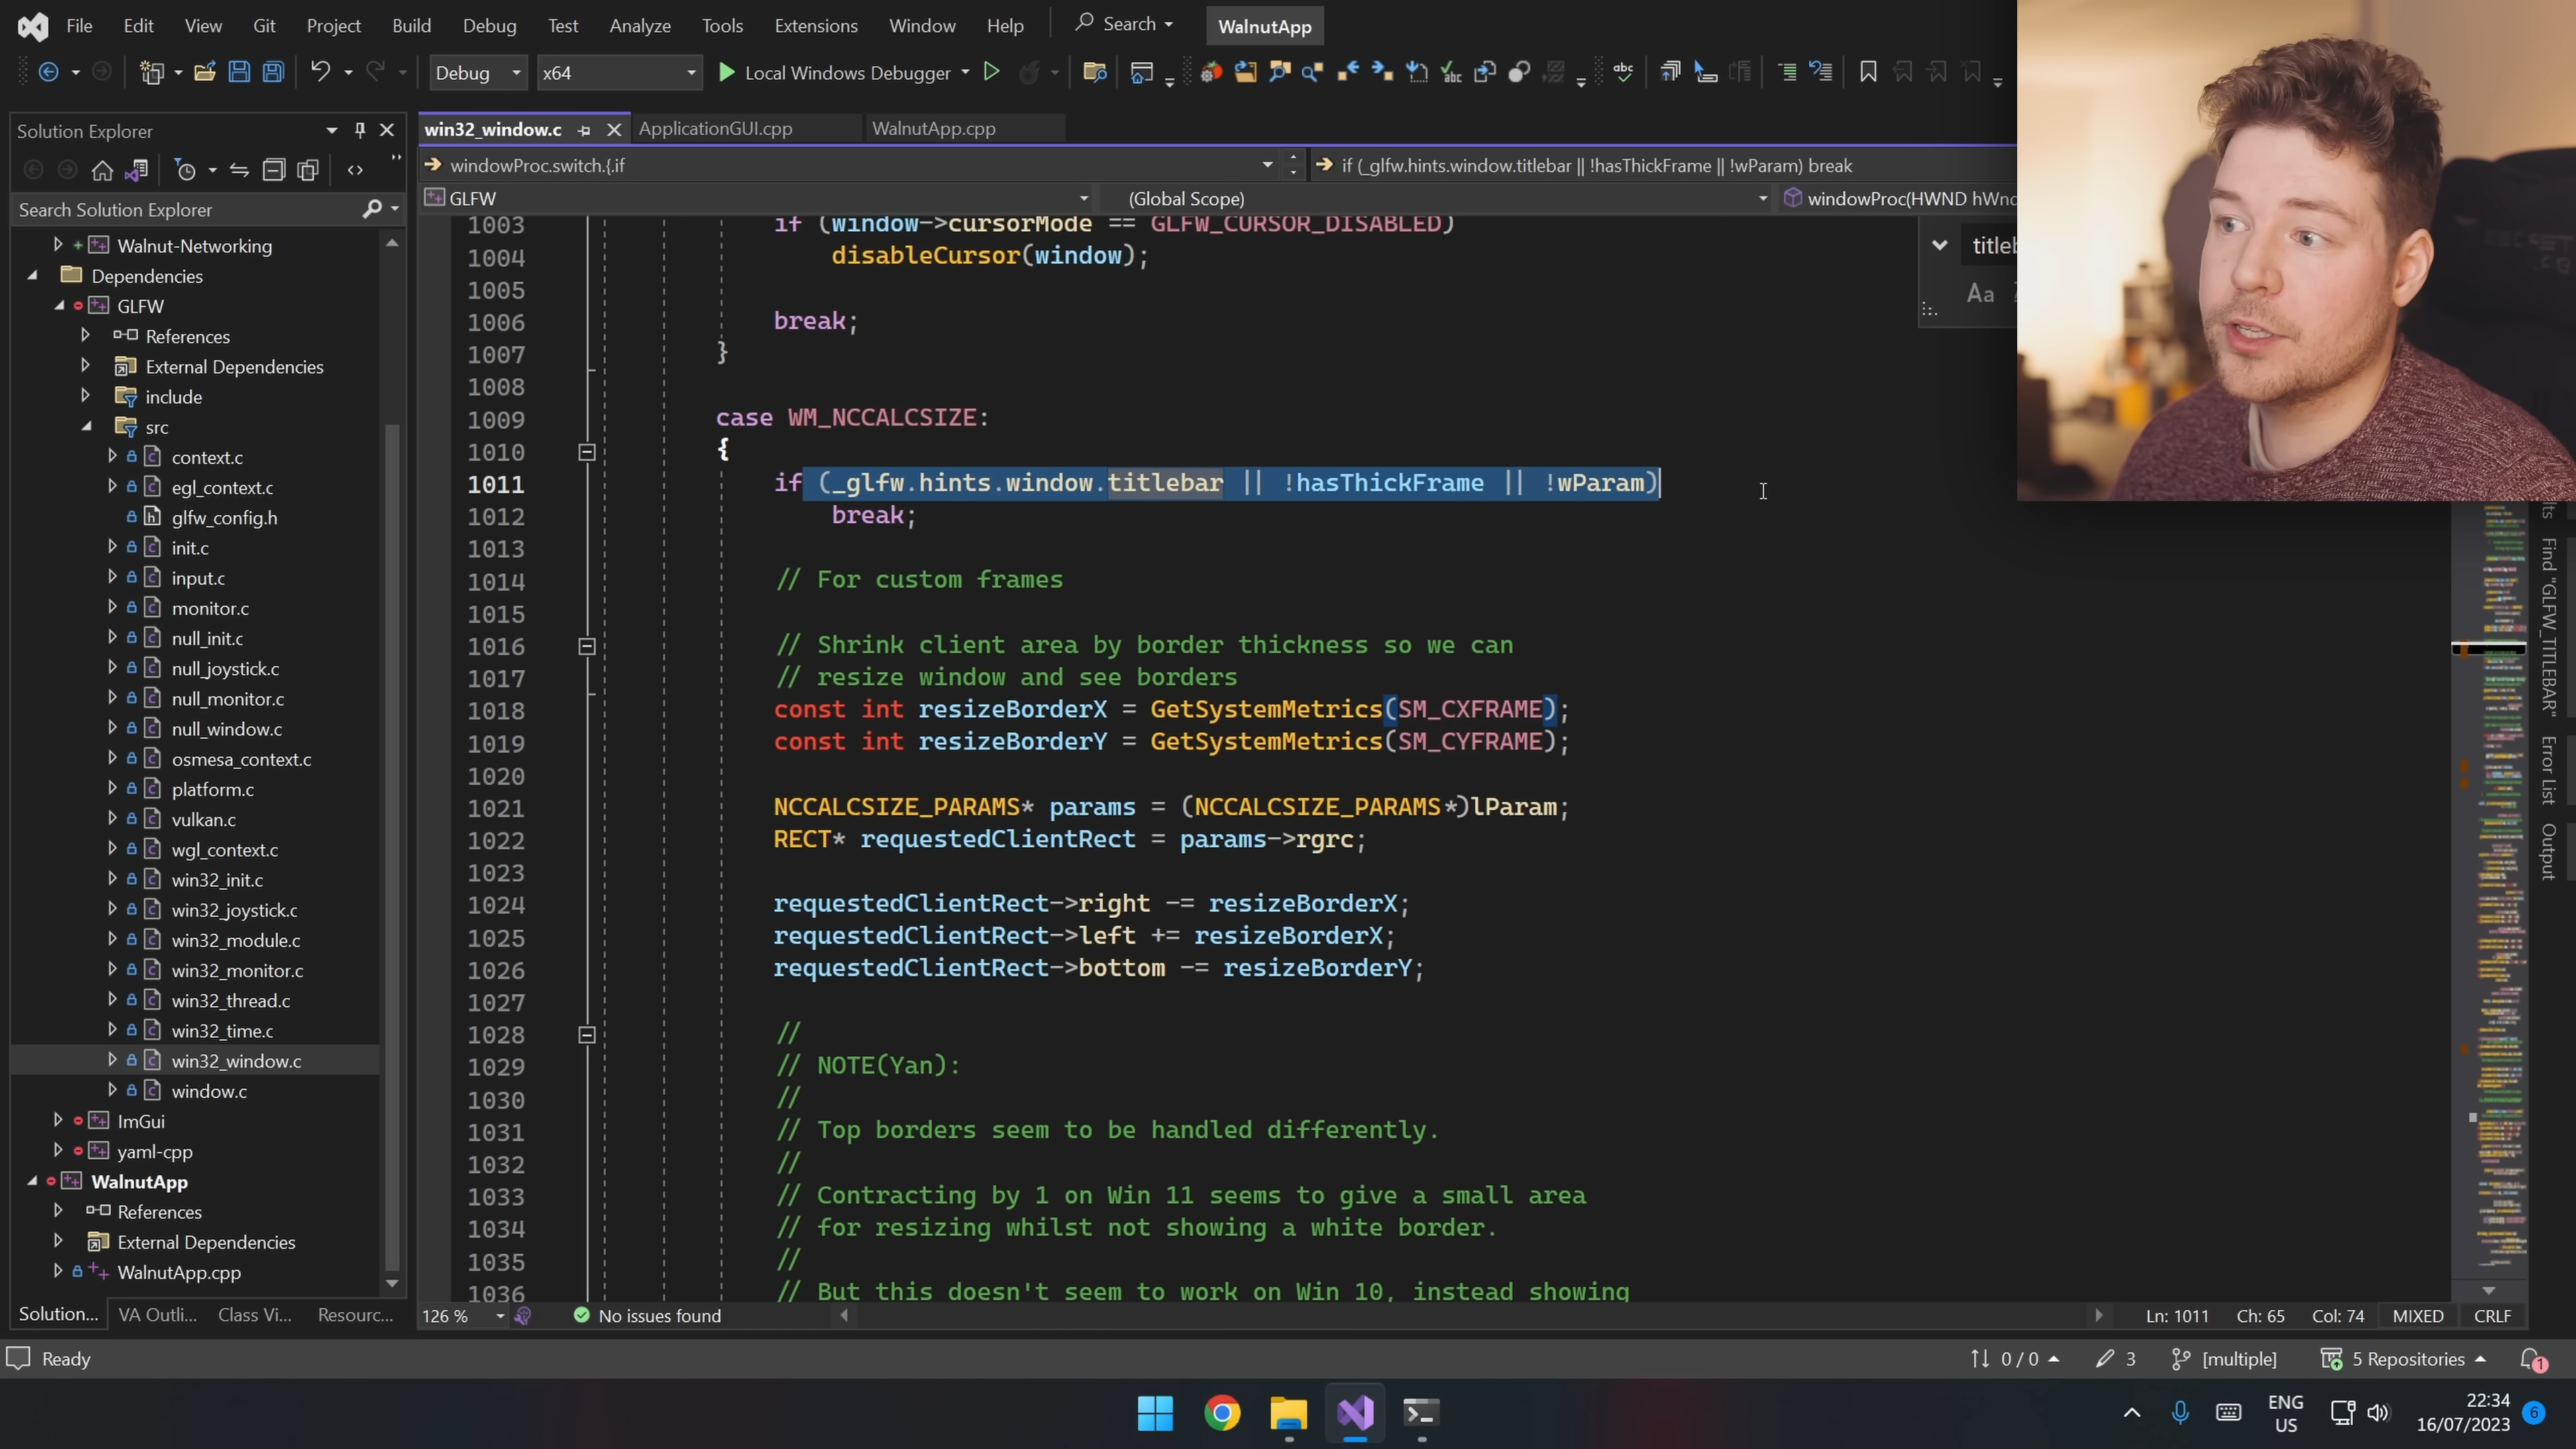 File Edit View Git Project Build Debug Test Analyze Tools Extensions Window Help Search WalnutApp
Debug x64 Local Windows Debugger
Solution Explorer
win32_window.c ApplicationGUI.cpp WalnutApp.cpp
windowProc.switch.{.if if (_glfw.hints.window.titlebar || !hasThickFrame || !wParam) break
GLFW (Global Scope) windowProc(HWND hWnd
Search Solution Explorer
Walnut-Networking
Dependencies
GLFW
References
External Dependencies
include
src
context.c
egl_context.c
glfw_config.h
init.c
input.c
monitor.c
null_init.c
null_joystick.c
null_monitor.c
null_window.c
osmesa_context.c
platform.c
vulkan.c
wgl_context.c
win32_init.c
win32_joystick.c
win32_module.c
win32_monitor.c
win32_thread.c
win32_time.c
win32_window.c
window.c
ImGui
yaml-cpp
WalnutApp
References
External Dependencies
WalnutApp.cpp
Solution... VA Outli... Class Vi... Resourc...
1003 if (window->cursorMode == GLFW_CURSOR_DISABLED)
1004 disableCursor(window);
1005
1006 break;
1007 }
1008
1009 case WM_NCCALCSIZE:
1010 {
1011 if (_glfw.hints.window.titlebar || !hasThickFrame || !wParam)
1012 break;
1013
1014 // For custom frames
1015
1016 // Shrink client area by border thickness so we can
1017 // resize window and see borders
1018 const int resizeBorderX = GetSystemMetrics(SM_CXFRAME);
1019 const int resizeBorderY = GetSystemMetrics(SM_CYFRAME);
1020
1021 NCCALCSIZE_PARAMS* params = (NCCALCSIZE_PARAMS*)lParam;
1022 RECT* requestedClientRect = params->rgrc;
1023
1024 requestedClientRect->right -= resizeBorderX;
1025 requestedClientRect->left += resizeBorderX;
1026 requestedClientRect->bottom -= resizeBorderY;
1027
1028 //
1029 // NOTE(Yan):
1030 //
1031 // Top borders seem to be handled differently.
1032 //
1033 // Contracting by 1 on Win 11 seems to give a small area
1034 // for resizing whilst not showing a white border.
1035 //
1036 // But this doesn't seem to work on Win 10, instead showing
titleb
Aa
Find "GLFW_TITLEBAR"
Error List
Output
126 % No issues found Ln: 1011 Ch: 65 Col: 74 MIXED CRLF
Ready 0 / 0 3 [multiple] 5 Repositories 1
ENG
US
22:34
16/07/2023
6